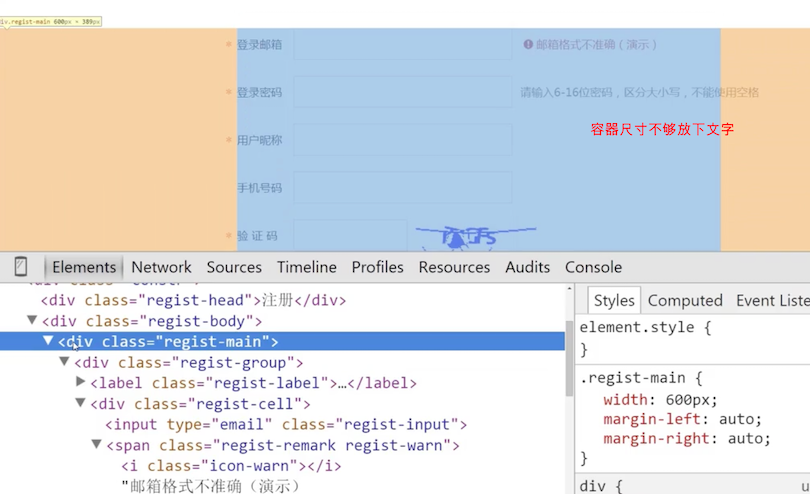 div.regist-main 600px × 389px
* 登录邮箱
邮箱格式不准确（演示）
* 登录密码
请输入6-16位密码，区分大小写，不能使用空格
容器尺寸不够放下文字
* 用户昵称
手机号码
* 验 证 码
Elements Network Sources Timeline Profiles Resources Audits Console
<div class="regist-head">注册</div>
▼<div class="regist-body">
▼<div class="regist-main">
▼<div class="regist-group">
▶<label class="regist-label">…</label>
▼<div class="regist-cell">
<input type="email" class="regist-input">
▼<span class="regist-remark regist-warn">
<i class="icon-warn"></i>
"邮箱格式不准确（演示）
Styles Computed Event Liste
element.style {
}
.regist-main {
width: 600px;
margin-left: auto;
margin-right: auto;
}
div {